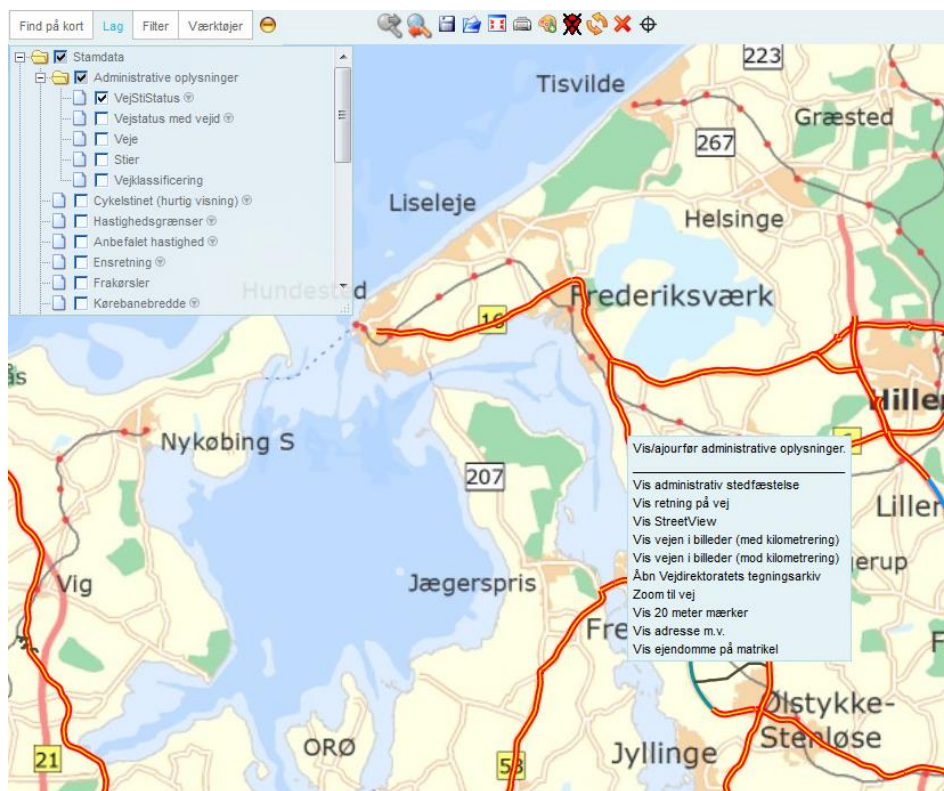 Find på kort Lag Filter Værktøjer
Stamdata
Administrative oplysninger
VejStiStatus
Vejstatus med vejid
Veje
Stier
Vejklassificering
Cykelstinet (hurtig visning)
Hastighedsgrænser
Anbefalet hastighed
Ensretning
Frakørsler
Kørebanebredde
223
Tisvilde
Græsted
267
Liseleje
Helsinge
Hundested
Frederiksværk
16
Hiller
Nykøbing S
6
207
Vis/ajourfør administrative oplysninger.
Vis administrativ stedfæstelse
Vis retning på vej
Vis StreetView
Vis vejen i billeder (med kilometrering)
Vis vejen i billeder (mod kilometrering)
Åbn Vejdirektoratets tegningsarkiv
Zoom til vej
Vis 20 meter mærker
Vis adresse m.v.
Vis ejendomme på matrikel
Liller
erup
Vig
Jægerspris
Fre
F
Ølstykke-
Stenløse
ORØ
Jyllinge
21
53